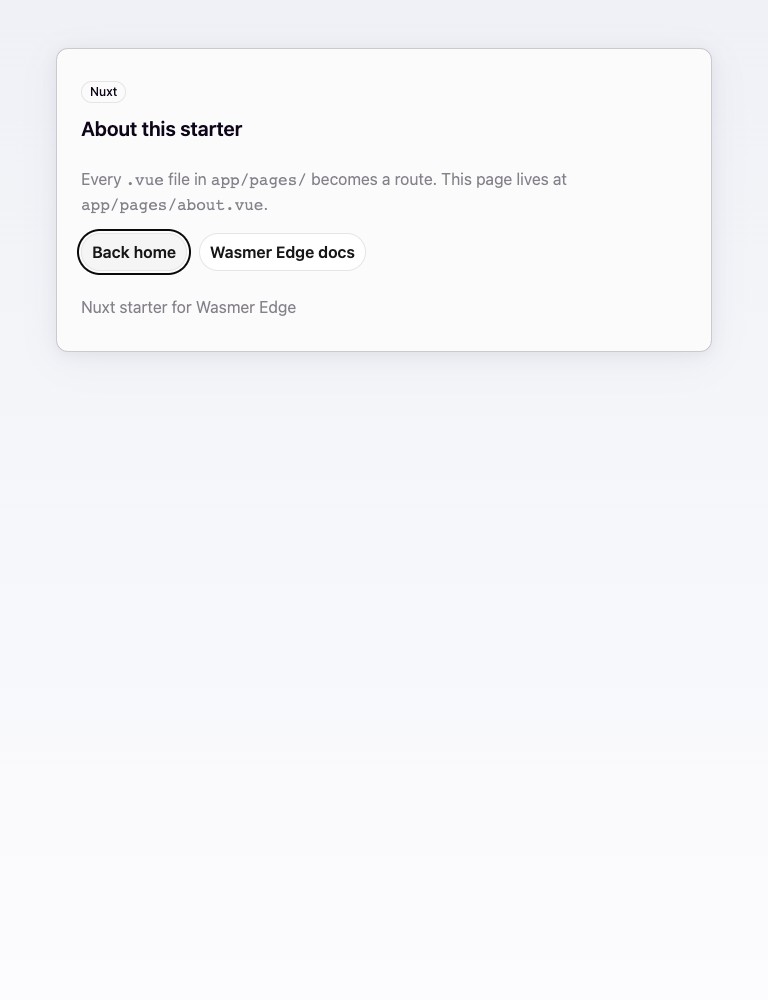 Nuxt
About this starter
Every .vue file in app/pages/ becomes a route. This page lives at
app/pages/about.vue.
Back home
Wasmer Edge docs
Nuxt starter for Wasmer Edge